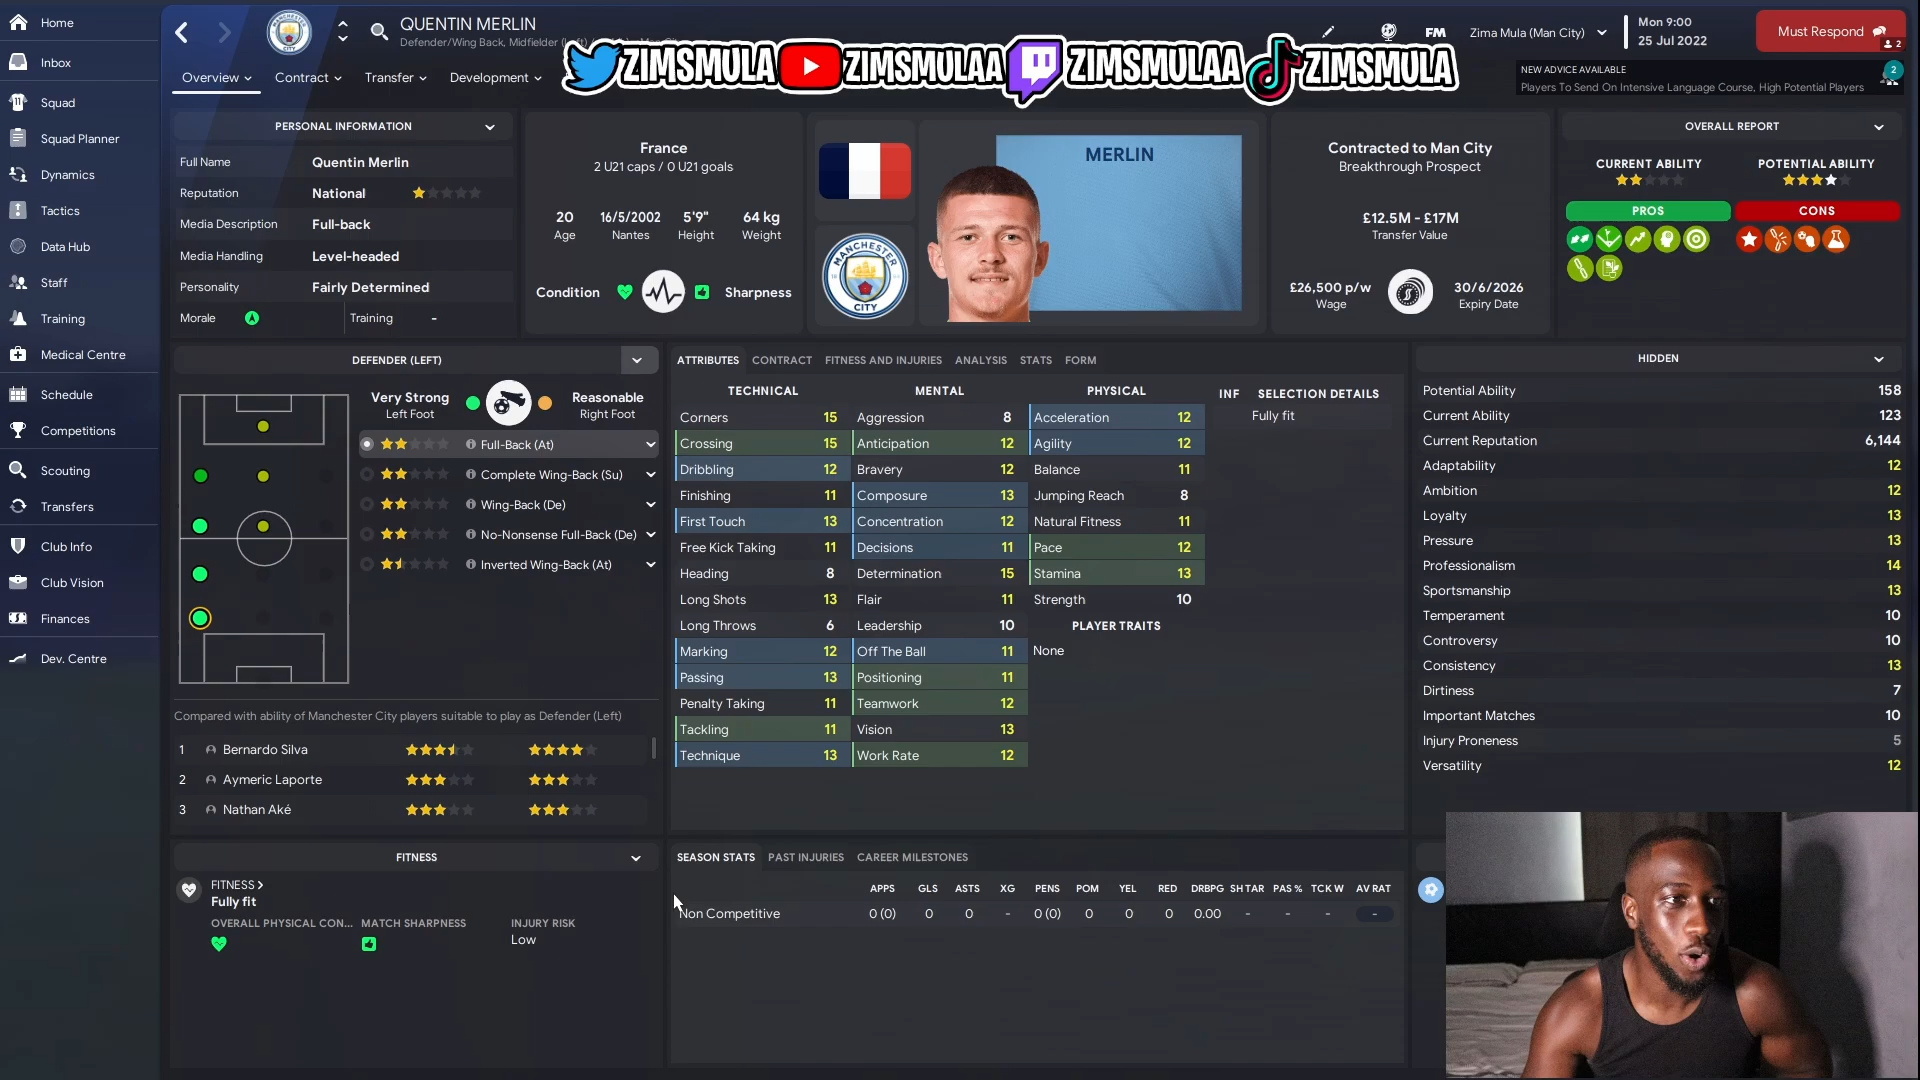 Home
Inbox
Squad
Squad Planner
Dynamics
Tactics
Data Hub
Staff
Training
Medical Centre
Schedule
Competitions
Scouting
Transfers
Club Info
Club Vision
Finances
Dev. Centre
QUENTIN MERLIN
Defender/Wing Back, Midfielder (Left)
FM
Zima Mula (Man City)
Mon 9:00
25 Jul 2022
Must Respond
2
Overview
Contract
Transfer
Development
ZIMSMULA
ZIMSMULAA
ZIMSMULAA
ZIMSMULA
NEW ADVICE AVAILABLE
2
Players To Send On Intensive Language Course, High Potential Players
PERSONAL INFORMATION
Full Name Quentin Merlin
Reputation National
Media Description Full-back
Media Handling Level-headed
Personality Fairly Determined
Morale Training -
France
2 U21 caps / 0 U21 goals
20 16/5/2002 5'9" 64 kg
Age Nantes Height Weight
Condition Sharpness
MANCHESTER
CITY
MERLIN
Contracted to Man City
Breakthrough Prospect
£12.5M - £17M
Transfer Value
£26,500 p/w 30/6/2026
Wage Expiry Date
OVERALL REPORT
CURRENT ABILITY POTENTIAL ABILITY
PROS CONS
DEFENDER (LEFT)
Very Strong Reasonable
Left Foot Right Foot
Full-Back (At)
Complete Wing-Back (Su)
Wing-Back (De)
No-Nonsense Full-Back (De)
Inverted Wing-Back (At)
Compared with ability of Manchester City players suitable to play as Defender (Left)
1 Bernardo Silva
2 Aymeric Laporte
3 Nathan Aké
ATTRIBUTES CONTRACT FITNESS AND INJURIES ANALYSIS STATS FORM
TECHNICAL MENTAL PHYSICAL INF SELECTION DETAILS
Corners 15 Aggression 8 Acceleration 12 Fully fit
Crossing 15 Anticipation 12 Agility 12
Dribbling 12 Bravery 12 Balance 11
Finishing 11 Composure 13 Jumping Reach 8
First Touch 13 Concentration 12 Natural Fitness 11
Free Kick Taking 11 Decisions 11 Pace 12
Heading 8 Determination 15 Stamina 13
Long Shots 13 Flair 11 Strength 10
Long Throws 6 Leadership 10 PLAYER TRAITS
Marking 12 Off The Ball 11 None
Passing 13 Positioning 11
Penalty Taking 11 Teamwork 12
Tackling 11 Vision 13
Technique 13 Work Rate 12
HIDDEN
Potential Ability 158
Current Ability 123
Current Reputation 6,144
Adaptability 12
Ambition 12
Loyalty 13
Pressure 13
Professionalism 14
Sportsmanship 13
Temperament 10
Controversy 10
Consistency 13
Dirtiness 7
Important Matches 10
Injury Proneness 5
Versatility 12
FITNESS
FITNESS
Fully fit
OVERALL PHYSICAL CON... MATCH SHARPNESS INJURY RISK
Low
SEASON STATS PAST INJURIES CAREER MILESTONES
APPS GLS ASTS XG PENS POM YEL RED DRBPG SH TAR PAS % TCK W AV RAT
Non Competitive 0 (0) 0 0 - 0 (0) 0 0 0 0.00 - - - -